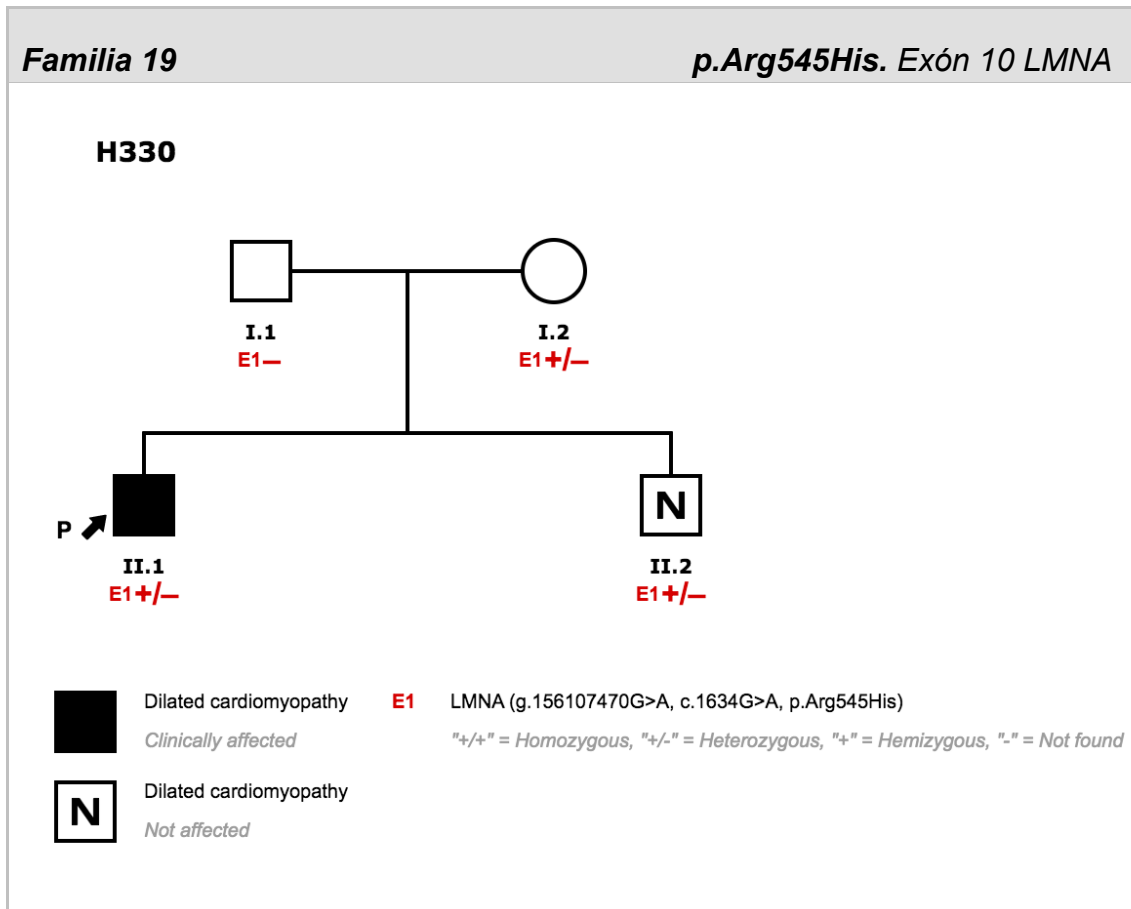 Familia 19 p.Arg545His. Exón 10 LMNA
H330
I.1 I.2
E1– E1+/–
P N
II.1 II.2
E1+/– E1+/–
Dilated cardiomyopathy E1 LMNA (g.156107470G>A, c.1634G>A, p.Arg545His)
Clinically affected "+/+" = Homozygous, "+/-" = Heterozygous, "+" = Hemizygous, "-" = Not found
N Dilated cardiomyopathy
Not affected